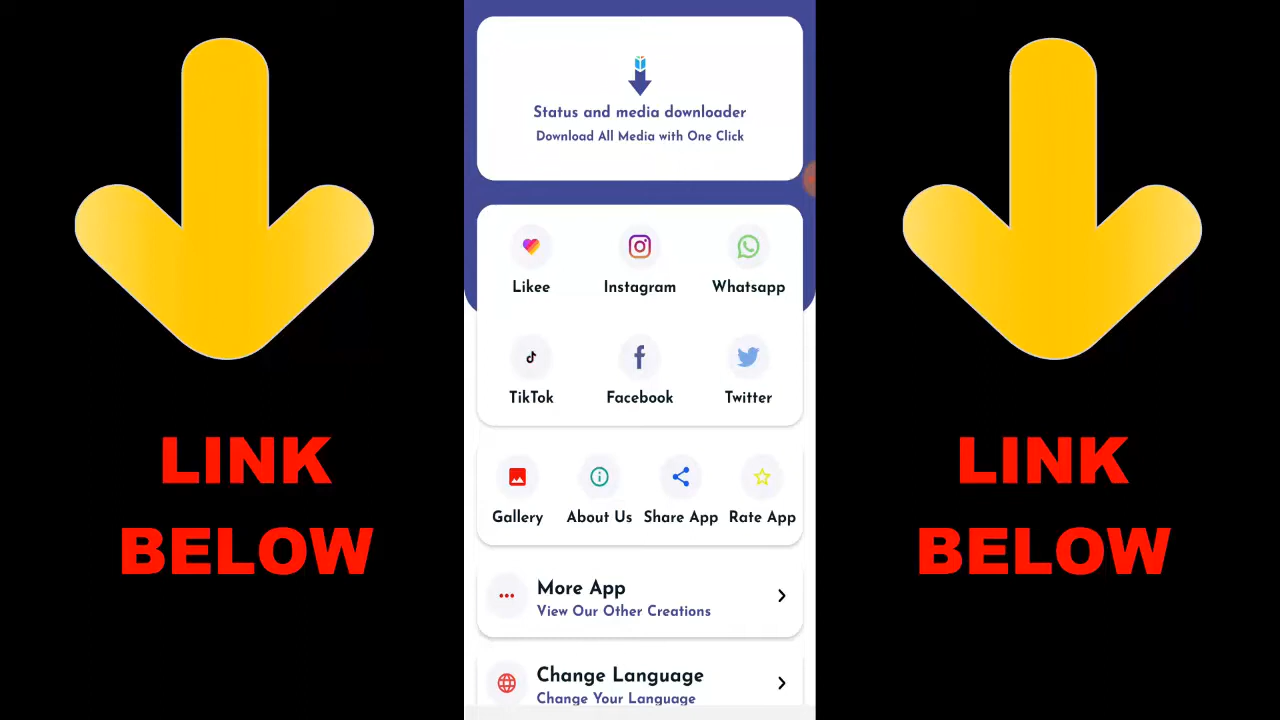 Status and media downloader
Download All Media with One Click
Likee Instagram Whatsapp
TikTok Facebook Twitter
Gallery About Us Share App Rate App
More App
View Our Other Creations
Change Language
Change Your Language
LINK
BELOW
LINK
BELOW